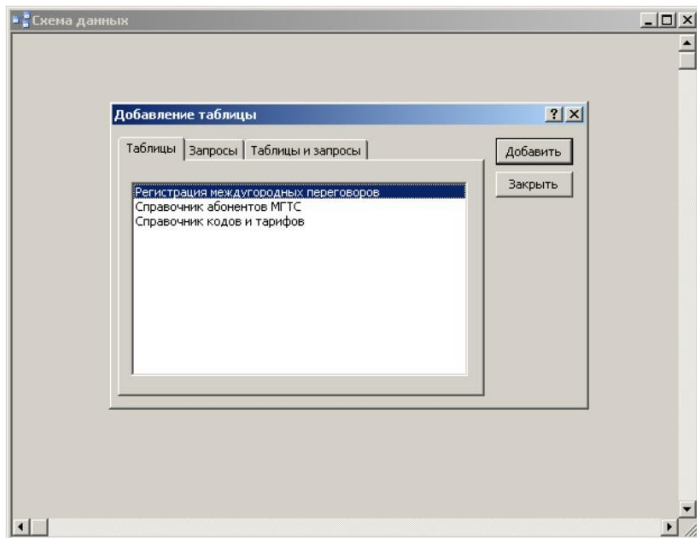 Схема данных
Добавление таблицы
Таблицы Запросы Таблицы и запросы
Добавить
Закрыть
Регистрация междугородных переговоров
Справочник абонентов МГТС
Справочник кодов и тарифов